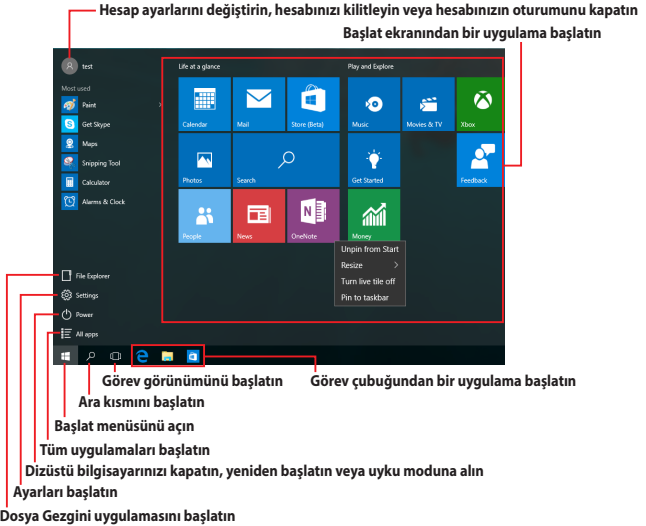 Hesap ayarlarını değiştirin, hesabınızı kilitleyin veya hesabınızın oturumunu kapatın
Başlat ekranından bir uygulama başlatın
test
Most used
Paint
Get Skype
Maps
Snipping Tool
Calculator
Alarms & Clock
File Explorer
Settings
Power
All apps
Life at a glance
Play and Explore
Calendar
Mail
Store (Beta)
Music
Movies & TV
Xbox
Photos
Search
Get Started
Feedback
People
News
OneNote
Money
Unpin from Start
Resize
Turn live tile off
Pin to taskbar
Görev görünümünü başlatın
Görev çubuğundan bir uygulama başlatın
Ara kısmını başlatın
Başlat menüsünü açın
Tüm uygulamaları başlatın
Dizüstü bilgisayarınızı kapatın, yeniden başlatın veya uyku moduna alın
Ayarları başlatın
Dosya Gezgini uygulamasını başlatın